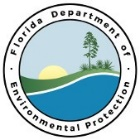 Florida Department of
Environmental Protection